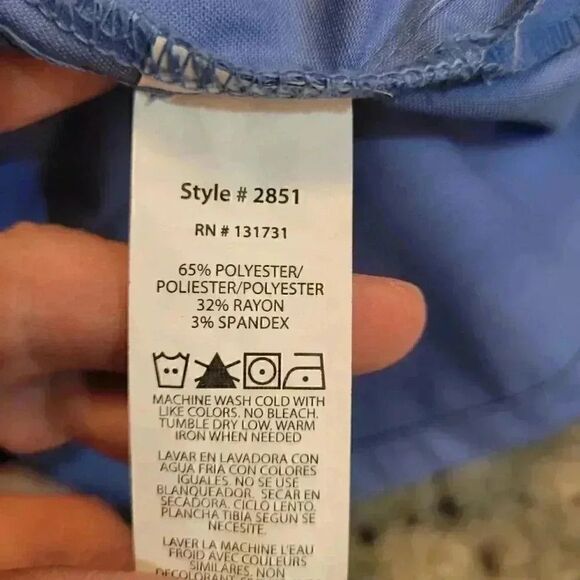 Style # 2851
RN # 131731
65% POLYESTER/
POLIESTER/POLYESTER
32% RAYON
3% SPANDEX
MACHINE WASH COLD WITH
LIKE COLORS. NO BLEACH.
TUMBLE DRY LOW. WARM
IRON WHEN NEEDED
LAVAR EN LAVADORA CON
AGUA FRIA CON COLORES
IGUALES. NO SE USE
BLANQUEADOR. SECAR EN
SECADORA, CICLO LENTO.
PLANCHA TIBIA SEGUN SE
NECESITE.
LAVER LA MACHINE L'EAU
FROID AVEC COULEURS
SIMILAIRES. NON